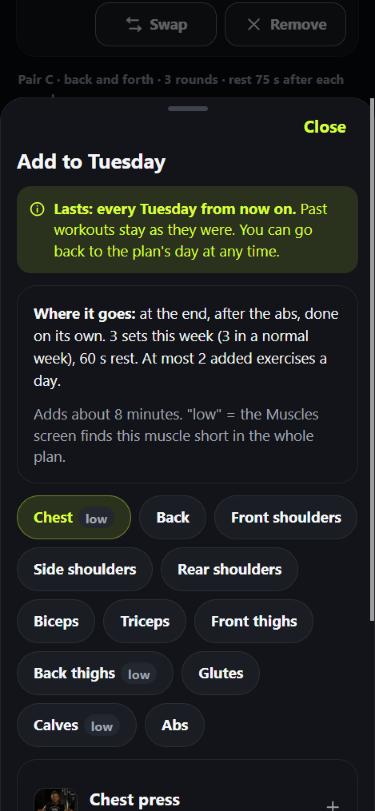 Swap
Remove
Pair C · back and forth · 3 rounds · rest 75 s after each
Close
Add to Tuesday
Lasts: every Tuesday from now on. Past
workouts stay as they were. You can go
back to the plan's day at any time.
Where it goes: at the end, after the abs, done
on its own. 3 sets this week (3 in a normal
week), 60 s rest. At most 2 added exercises a
day.
Adds about 8 minutes. "low" = the Muscles
screen finds this muscle short in the whole
plan.
Chest low
Back
Front shoulders
Side shoulders
Rear shoulders
Biceps
Triceps
Front thighs
Back thighs low
Glutes
Calves low
Abs
Chest press